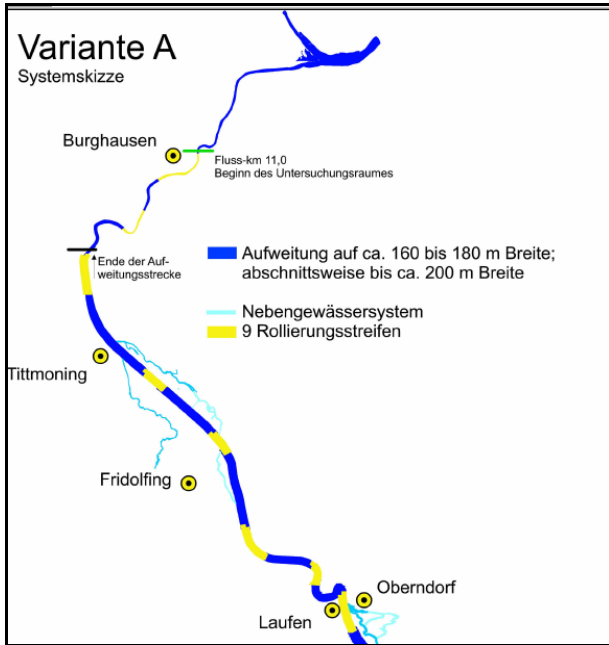 Variante A
Systemskizze
Burghausen
Fluss-km 11,0
Beginn des Untersuchungsraumes
Ende der Auf-
weitungsstrecke
Aufweitung auf ca. 160 bis 180 m Breite;
abschnittsweise bis ca. 200 m Breite
Nebengewässersystem
9 Rollierungsstreifen
Tittmoning
Fridolfing
Oberndorf
Laufen